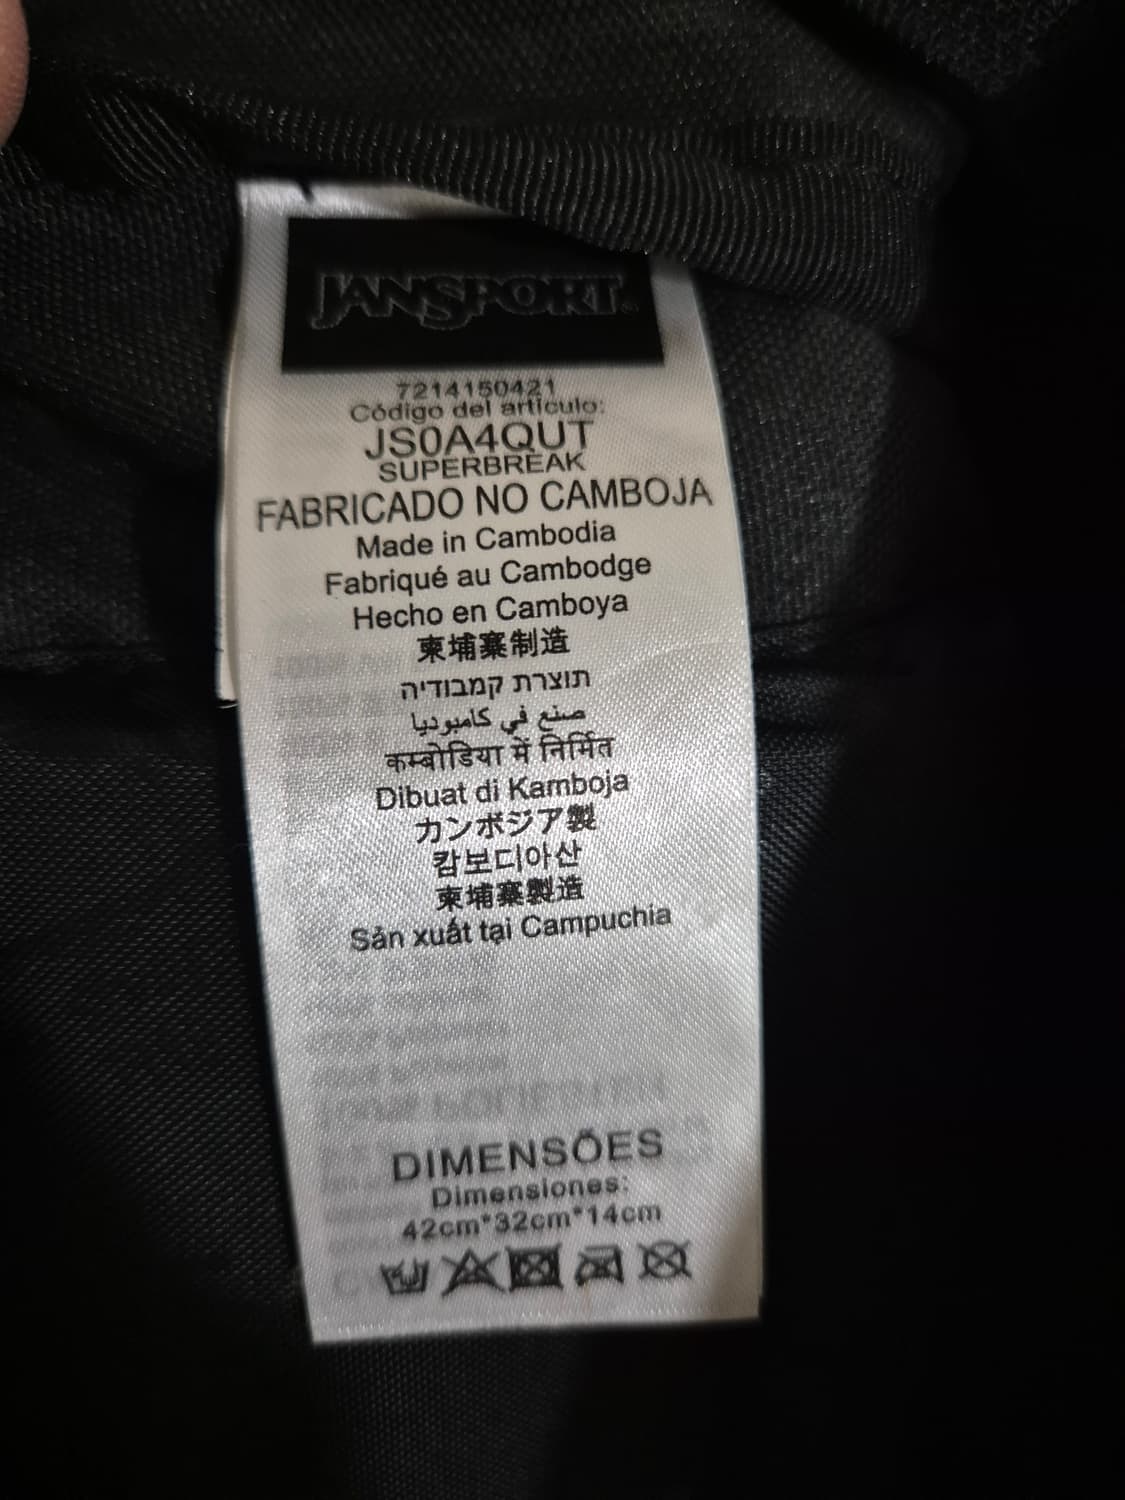 JANSPORT®
7214150421
Código del artículo:
JS0A4QUT
SUPERBREAK
FABRICADO NO CAMBOJA
Made in Cambodia
Fabriqué au Cambodge
Hecho en Camboya
柬埔寨制造
תוצרת קמבודיה
صنع في كامبوديا
कम्बोडिया में निर्मित
Dibuat di Kamboja
カンボジア製
캄보디아산
柬埔寨製造
Sản xuất tại Campuchia
DIMENSÕES
Dimensiones:
42cm*32cm*14cm